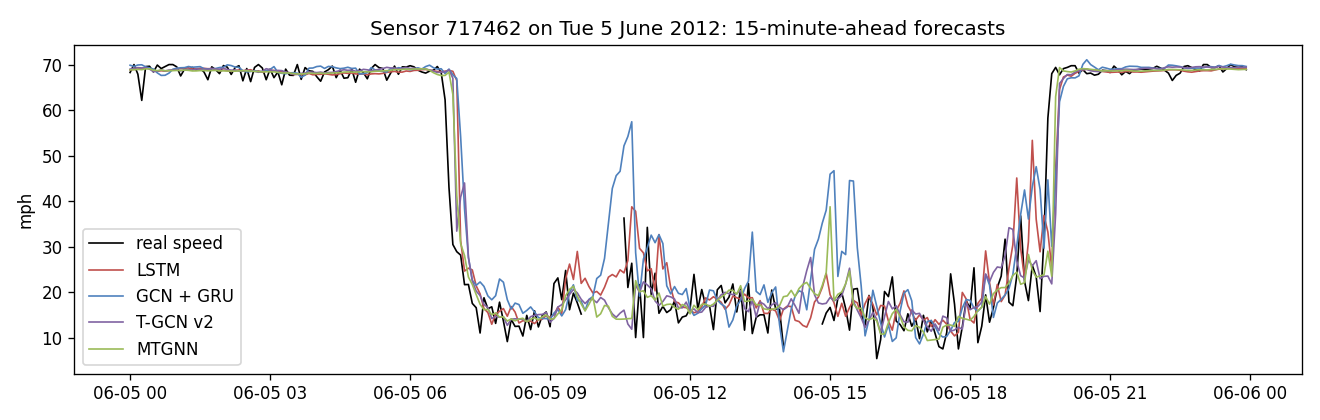 Sensor 717462 on Tue 5 June 2012: 15-minute-ahead forecasts
mph
70
60
50
40
30
20
10
real speed
LSTM
GCN + GRU
T-GCN v2
MTGNN
06-05 00 06-05 03 06-05 06 06-05 09 06-05 12 06-05 15 06-05 18 06-05 21 06-06 00